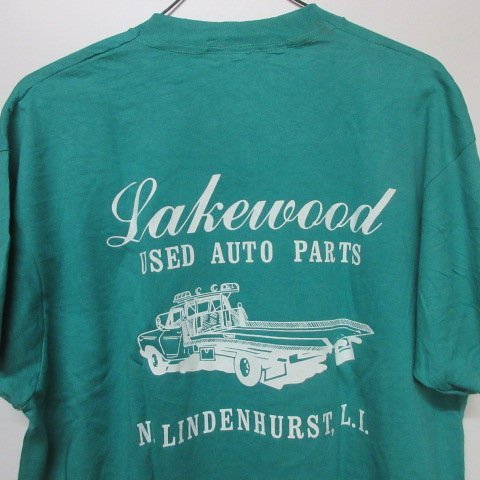 Lakewood
USED AUTO PARTS
N. LINDENHURST, L.I.